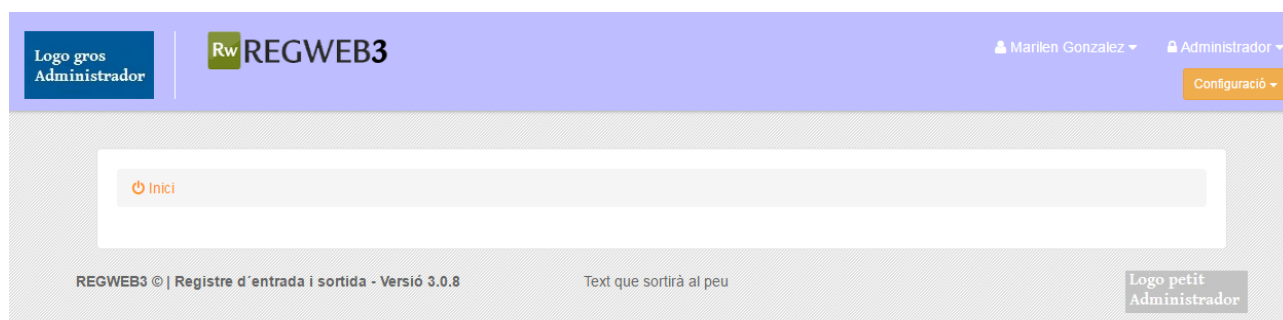 Logo gros
Administrador
Rw REGWEB3
Marilen Gonzalez
Administrador
Configuració
Inici
REGWEB3 © | Registre d´entrada i sortida - Versió 3.0.8
Text que sortirà al peu
Logo petit
Administrador